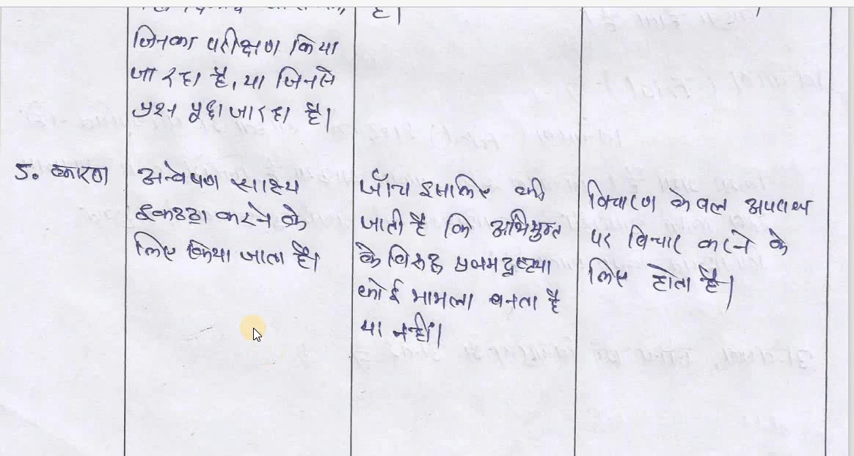 है।
जिनका परीक्षण किया
जा रहा है, या जिनसे
प्रश्न पूछा जा रहा है।
5. कारण
अन्वेषण साक्ष्य
इकठ्ठा करने के
लिए किया जाता है।
जाँच इसलिए की
जाती है कि अभियुक्त
के विरुद्ध प्रथमदृष्टया
कोई मामला बनता है
या नहीं।
विचारण केवल अपराध
पर विचार करने के
लिए होता है।